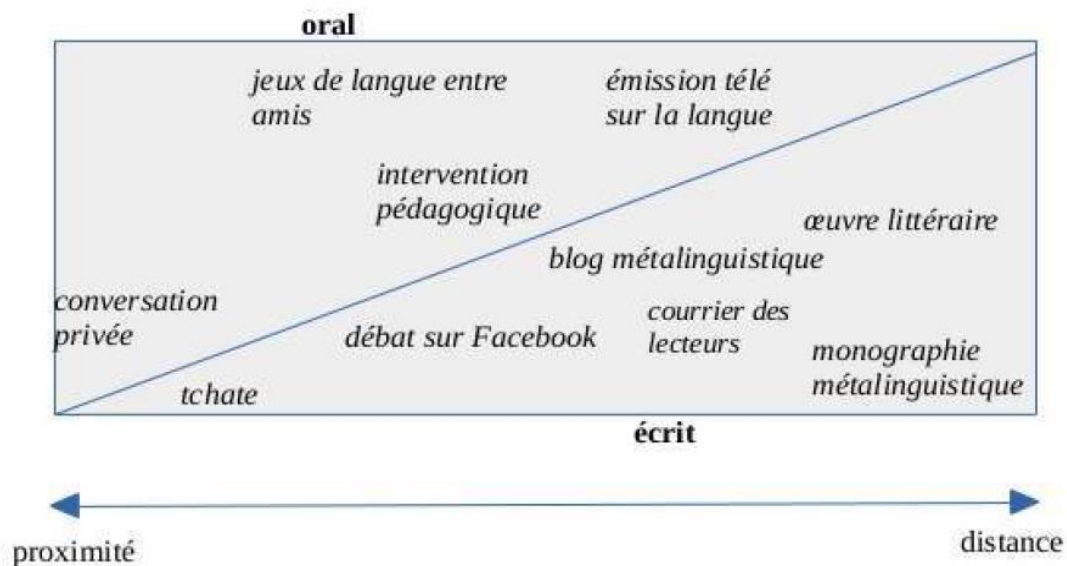 oral
jeux de langue entre
amis
émission télé
sur la langue
intervention
pédagogique
œuvre littéraire
blog métalinguistique
conversation
privée
débat sur Facebook
courrier des
lecteurs
monographie
métalinguistique
tchate
écrit
proximité
distance